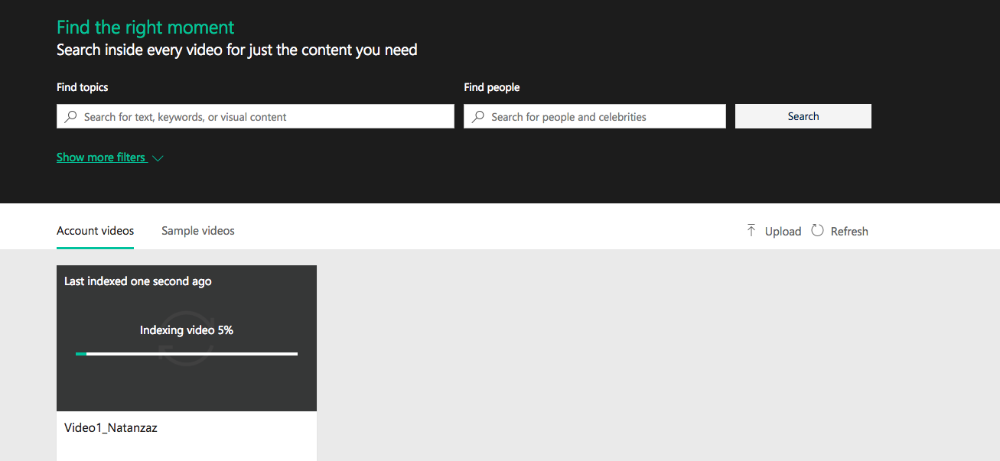 Find the right moment
Search inside every video for just the content you need
Find topics
Find people
Search for text, keywords, or visual content
Search for people and celebrities
Search
Show more filters
Account videos
Sample videos
Upload
Refresh
Last indexed one second ago
Indexing video 5%
Video1_Natanzaz